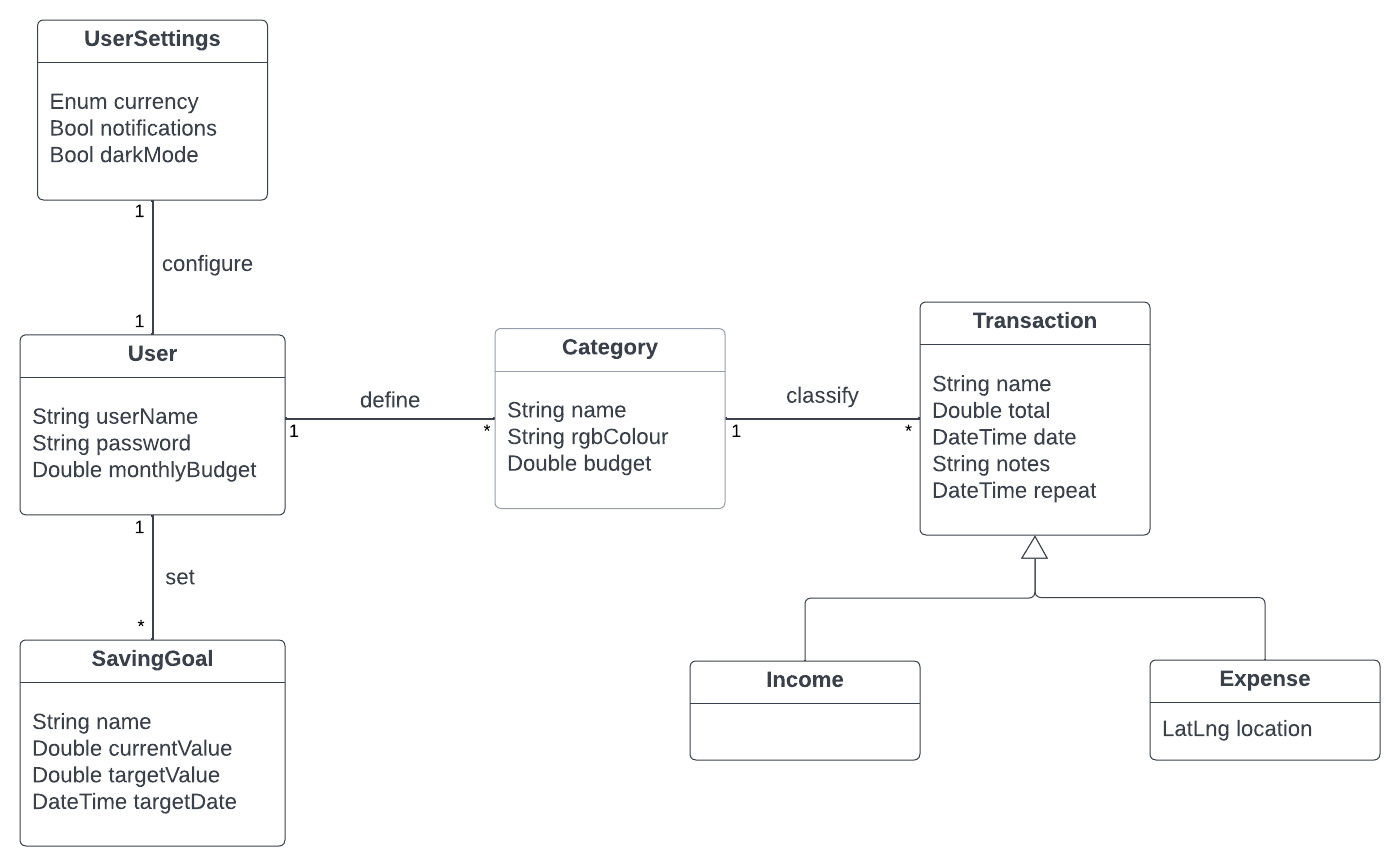 UserSettings
Enum currency
Bool notifications
Bool darkMode
1
configure
1
User
String userName
String password
Double monthlyBudget
1
define
*
Category
String name
String rgbColour
Double budget
1
classify
*
Transaction
String name
Double total
DateTime date
String notes
DateTime repeat
1
set
*
SavingGoal
String name
Double currentValue
Double targetValue
DateTime targetDate
Income
Expense
LatLng location